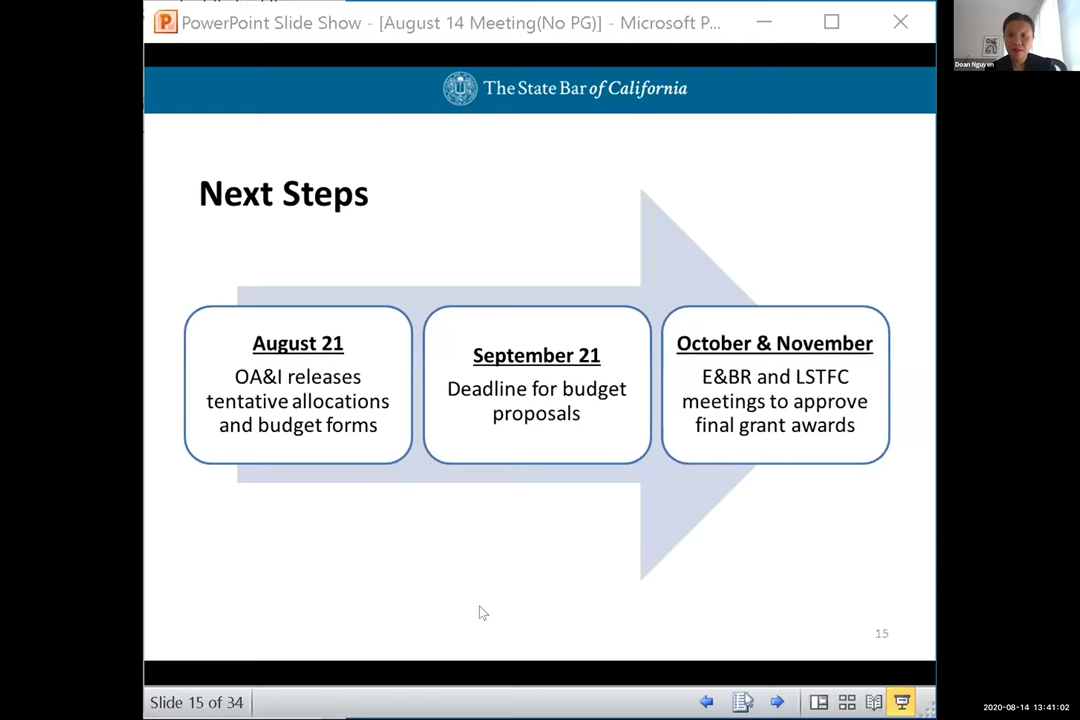 PowerPoint Slide Show - [August 14 Meeting(No PG)] - Microsoft P...
Doan Nguyen
The State Bar of California
Next Steps
August 21
OA&I releases
tentative allocations
and budget forms
September 21
Deadline for budget
proposals
October & November
E&BR and LSTFC
meetings to approve
final grant awards
15
Slide 15 of 34
2020-08-14 13:41:02